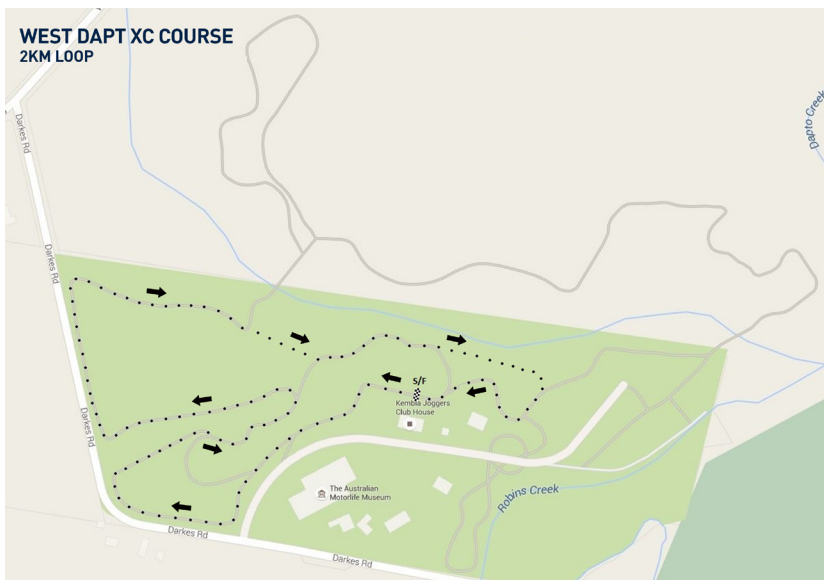 WEST DAPT XC COURSE
2KM LOOP
Darkes Rd
Dapto Creek
Darkes Rd
S/F
Kembla Joggers
Club House
Darkes Rd
The Australian
Motorlife Museum
Robins Creek
Darkes Rd
Darkes Rd